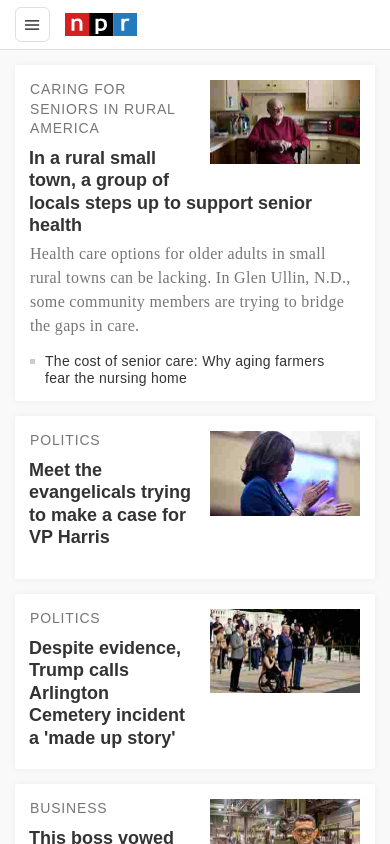 npr
CARING FOR
SENIORS IN RURAL
AMERICA
In a rural small
town, a group of
locals steps up to support senior
health
Health care options for older adults in small
rural towns can be lacking. In Glen Ullin, N.D.,
some community members are trying to bridge
the gaps in care.
The cost of senior care: Why aging farmers
fear the nursing home
POLITICS
Meet the
evangelicals trying
to make a case for
VP Harris
POLITICS
Despite evidence,
Trump calls
Arlington
Cemetery incident
a 'made up story'
BUSINESS
This boss vowed